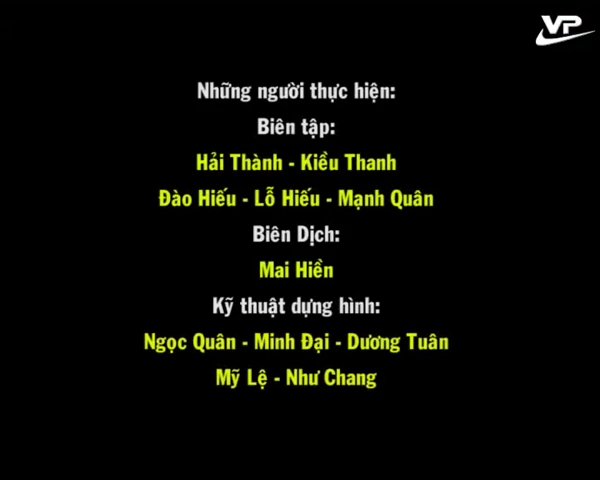 VP
Những người thực hiện:
Biên tập:
Hải Thành - Kiều Thanh
Đào Hiếu - Lỗ Hiếu - Mạnh Quân
Biên Dịch:
Mai Hiền
Kỹ thuật dựng hình:
Ngọc Quân - Minh Đại - Dương Tuân
Mỹ Lệ - Như Chang